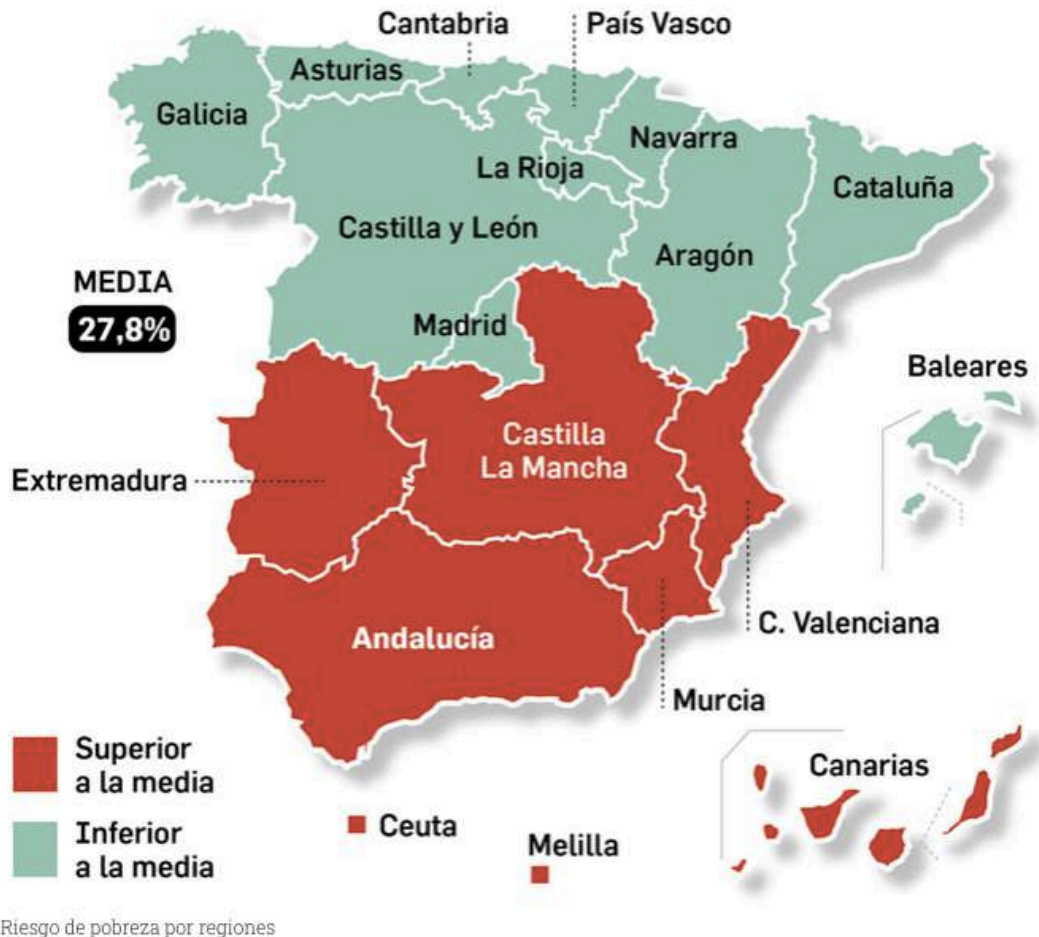 Cantabria
País Vasco
Asturias
Galicia
Navarra
La Rioja
Cataluña
Castilla y León
Aragón
MEDIA
27,8%
Madrid
Baleares
Castilla
La Mancha
Extremadura
C. Valenciana
Andalucía
Murcia
Superior
a la media
Canarias
Inferior
a la media
Ceuta
Melilla
Riesgo de pobreza por regiones